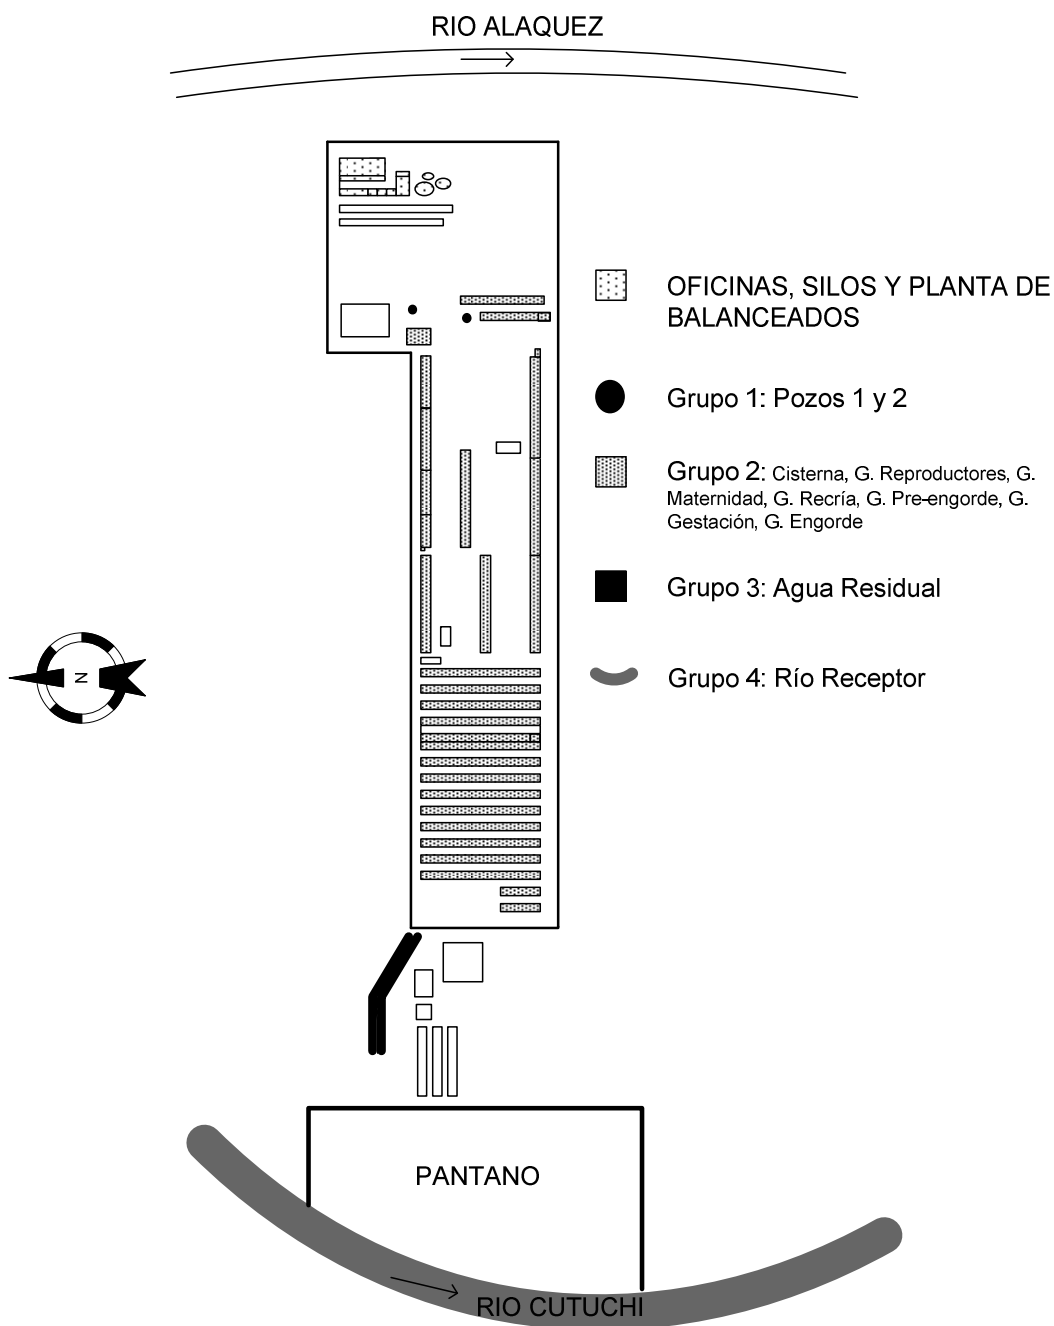 RIO ALAQUEZ
OFICINAS, SILOS Y PLANTA DE
BALANCEADOS
Grupo 1: Pozos 1 y 2
Grupo 2: Cisterna, G. Reproductores, G.
Maternidad, G. Recría, G. Pre-engorde, G.
Gestación, G. Engorde
Grupo 3: Agua Residual
N
Grupo 4: Río Receptor
PANTANO
RIO CUTUCHI